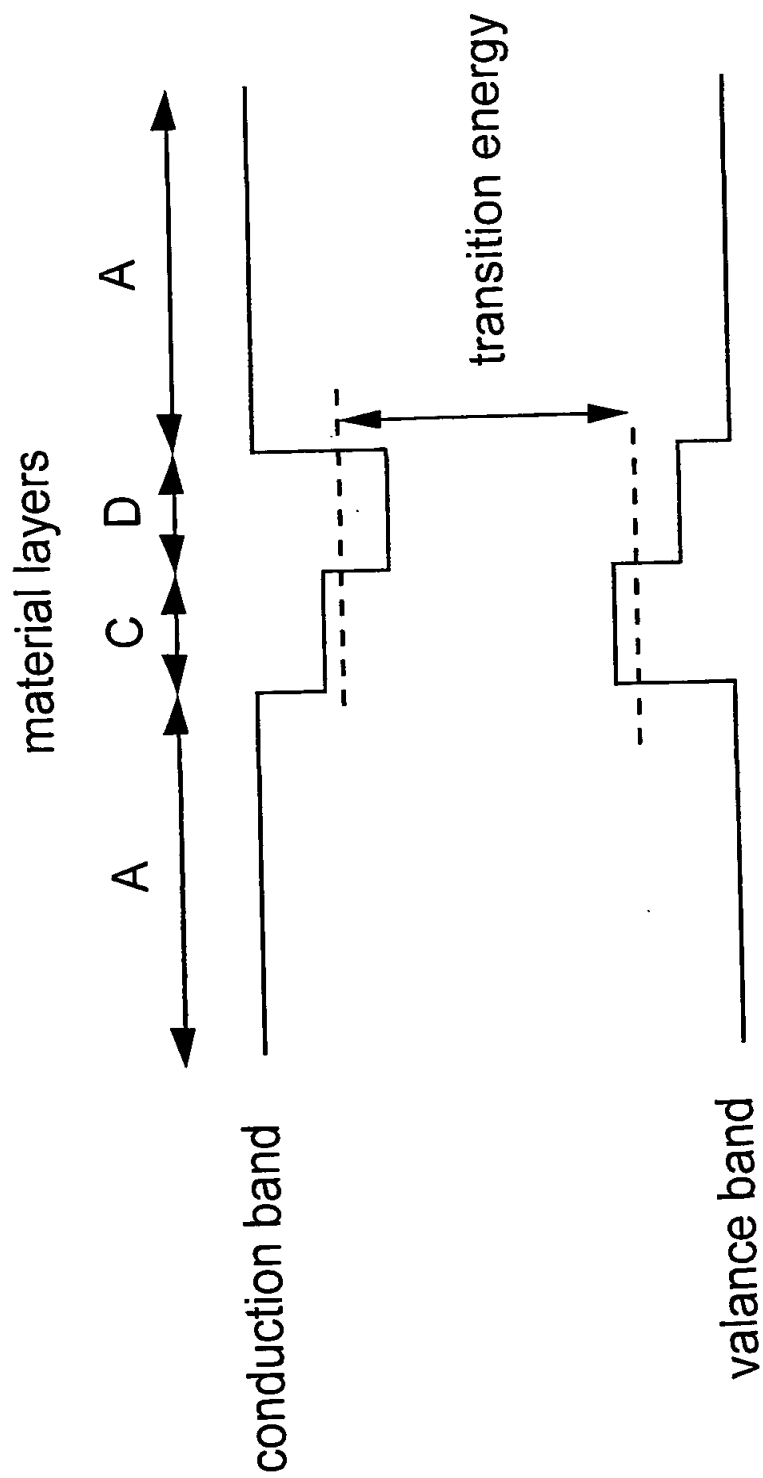 material layers
A
C
D
A
conduction band
transition energy
valance band